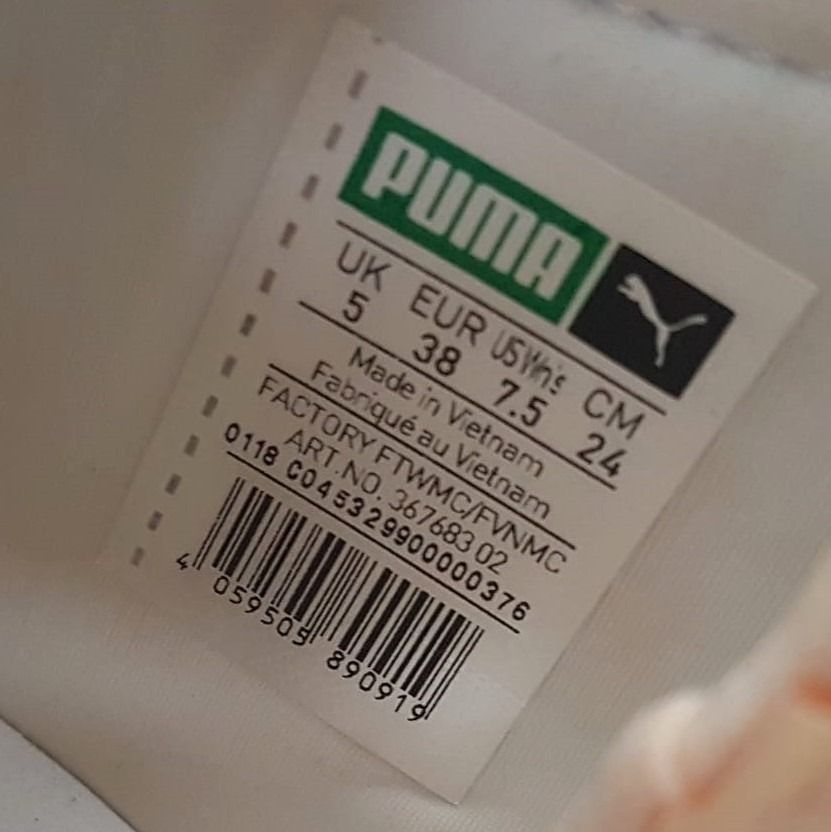 PUMA
UK EUR US Wn's CM
5 38 7.5 24
Made in Vietnam
Fabriqué au Vietnam
FACTORY FTWMC/FVNMC
ART.NO. 367683 02
0118 C045329900000376
4 059505 890919